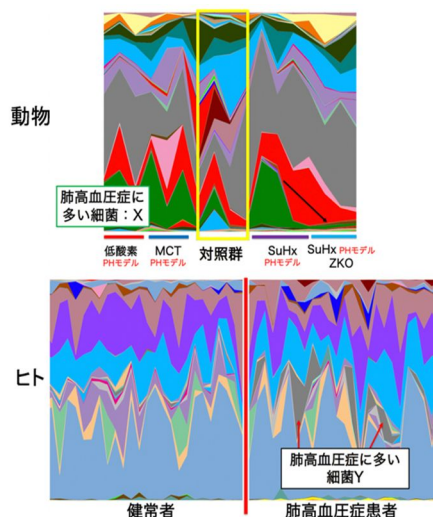 動物
肺高血圧症に
多い細菌：X
低酸素
PHモデル
MCT
PHモデル
対照群
SuHx
PHモデル
SuHx PHモデル
ZKO
ヒト
肺高血圧症に多い
細菌Y
健常者
肺高血圧症患者